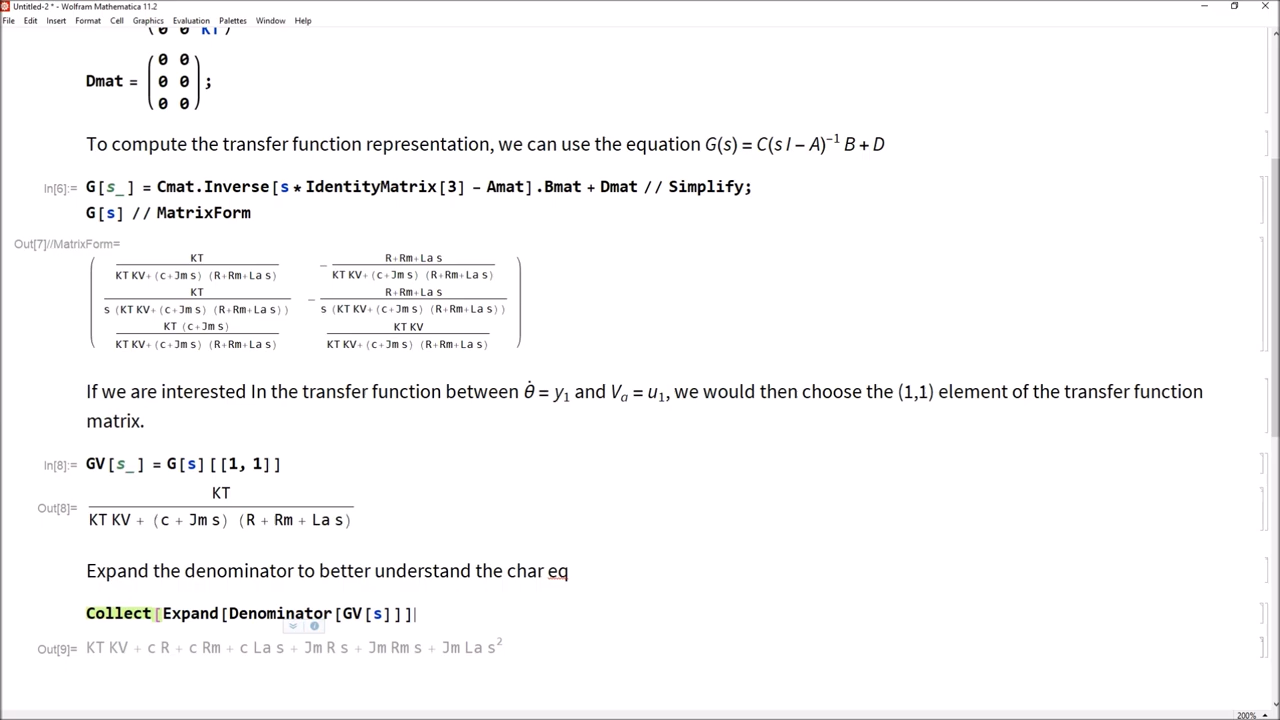 Untitled-2 * - Wolfram Mathematica 11.2
File Edit Insert Format Cell Graphics Evaluation Palettes Window Help
0 0 KT
0 0
Dmat = 0 0 ;
0 0
To compute the transfer function representation, we can use the equation G(s) = C(s I – A)⁻¹ B + D
In[6]:= G[s_] = Cmat.Inverse[s * IdentityMatrix[3] - Amat].Bmat + Dmat // Simplify;
G[s] // MatrixForm
Out[7]//MatrixForm=
KT R+Rm+La s
KT KV+ (c+Jm s) (R+Rm+La s) – KT KV+ (c+Jm s) (R+Rm+La s)
KT R+Rm+La s
s (KT KV+ (c+Jm s) (R+Rm+La s)) – s (KT KV+ (c+Jm s) (R+Rm+La s))
KT (c+Jm s) KT KV
KT KV+ (c+Jm s) (R+Rm+La s) KT KV+ (c+Jm s) (R+Rm+La s)
If we are interested In the transfer function between θ̇ = y₁ and Vₐ = u₁, we would then choose the (1,1) element of the transfer function
matrix.
In[8]:= GV[s_] = G[s][[1, 1]]
KT
Out[8]= KT KV + (c + Jm s) (R + Rm + La s)
Expand the denominator to better understand the char eq
Collect[Expand[Denominator[GV[s]]]
Out[9]= KT KV + c R + c Rm + c La s + Jm R s + Jm Rm s + Jm La s²
200%